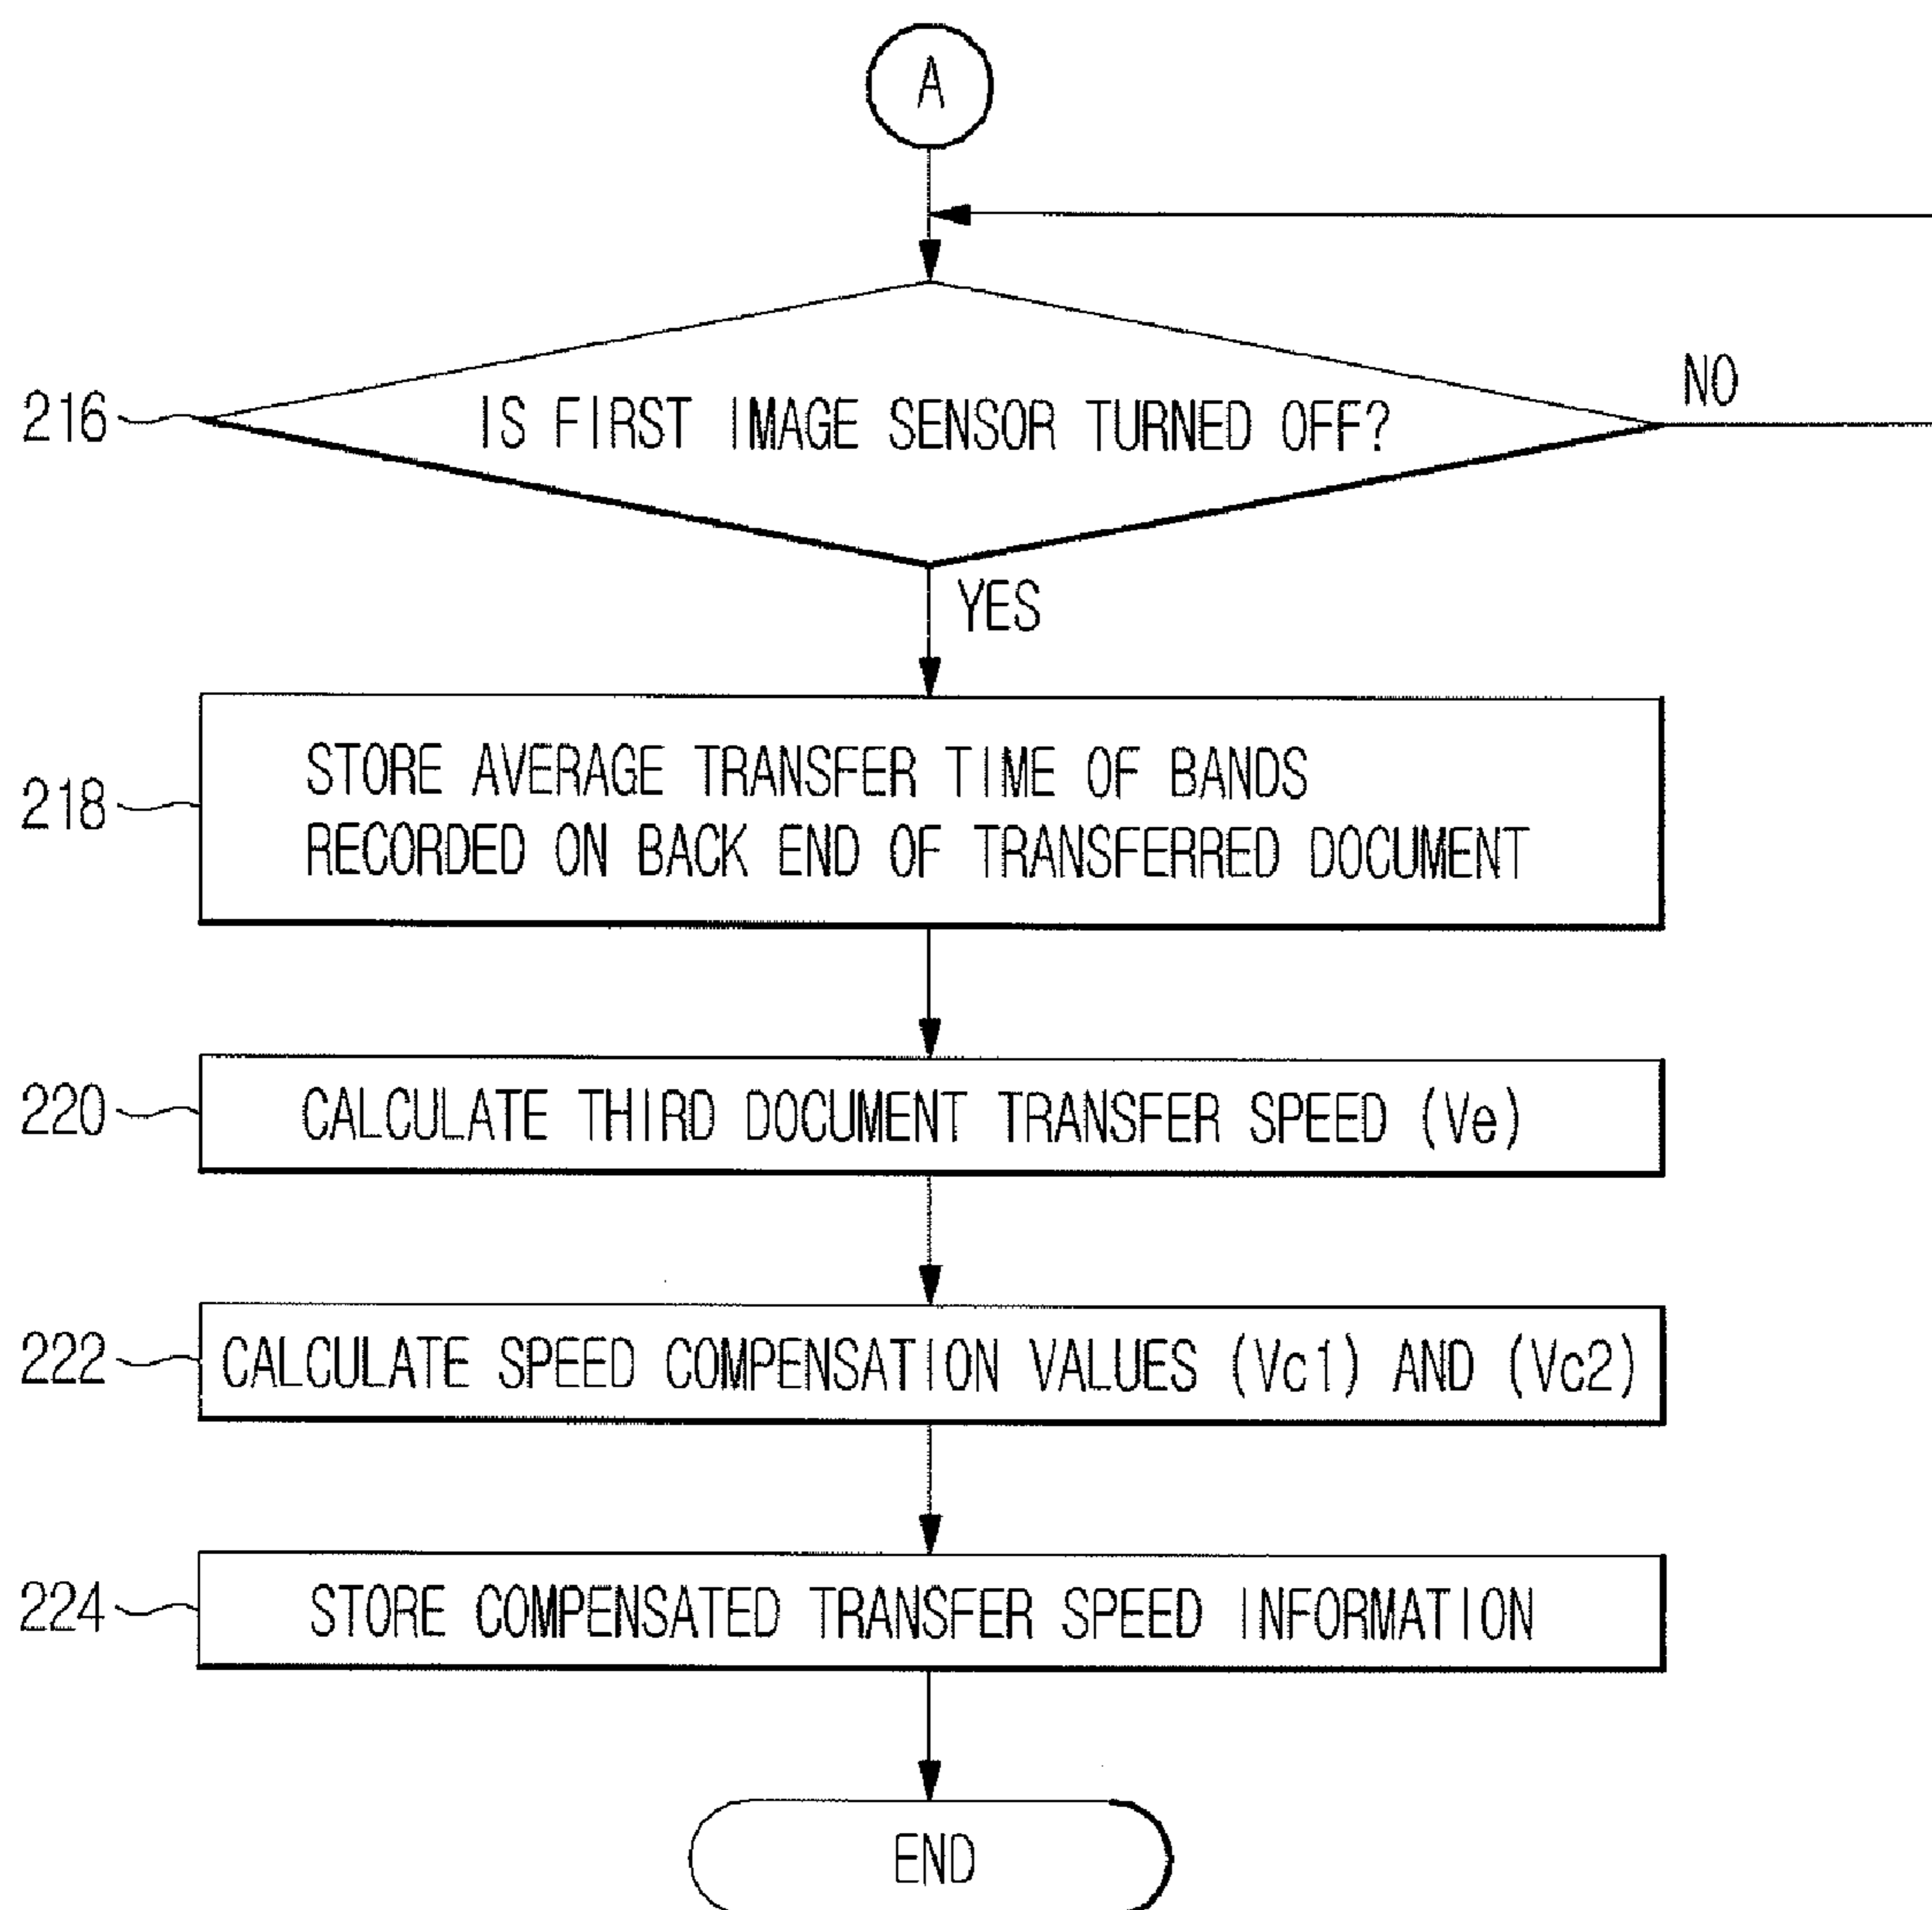 A
216
IS FIRST IMAGE SENSOR TURNED OFF?
NO
YES
218
STORE AVERAGE TRANSFER TIME OF BANDS
RECORDED ON BACK END OF TRANSFERRED DOCUMENT
220
CALCULATE THIRD DOCUMENT TRANSFER SPEED (Ve)
222
CALCULATE SPEED COMPENSATION VALUES (Vc1) AND (Vc2)
224
STORE COMPENSATED TRANSFER SPEED INFORMATION
END